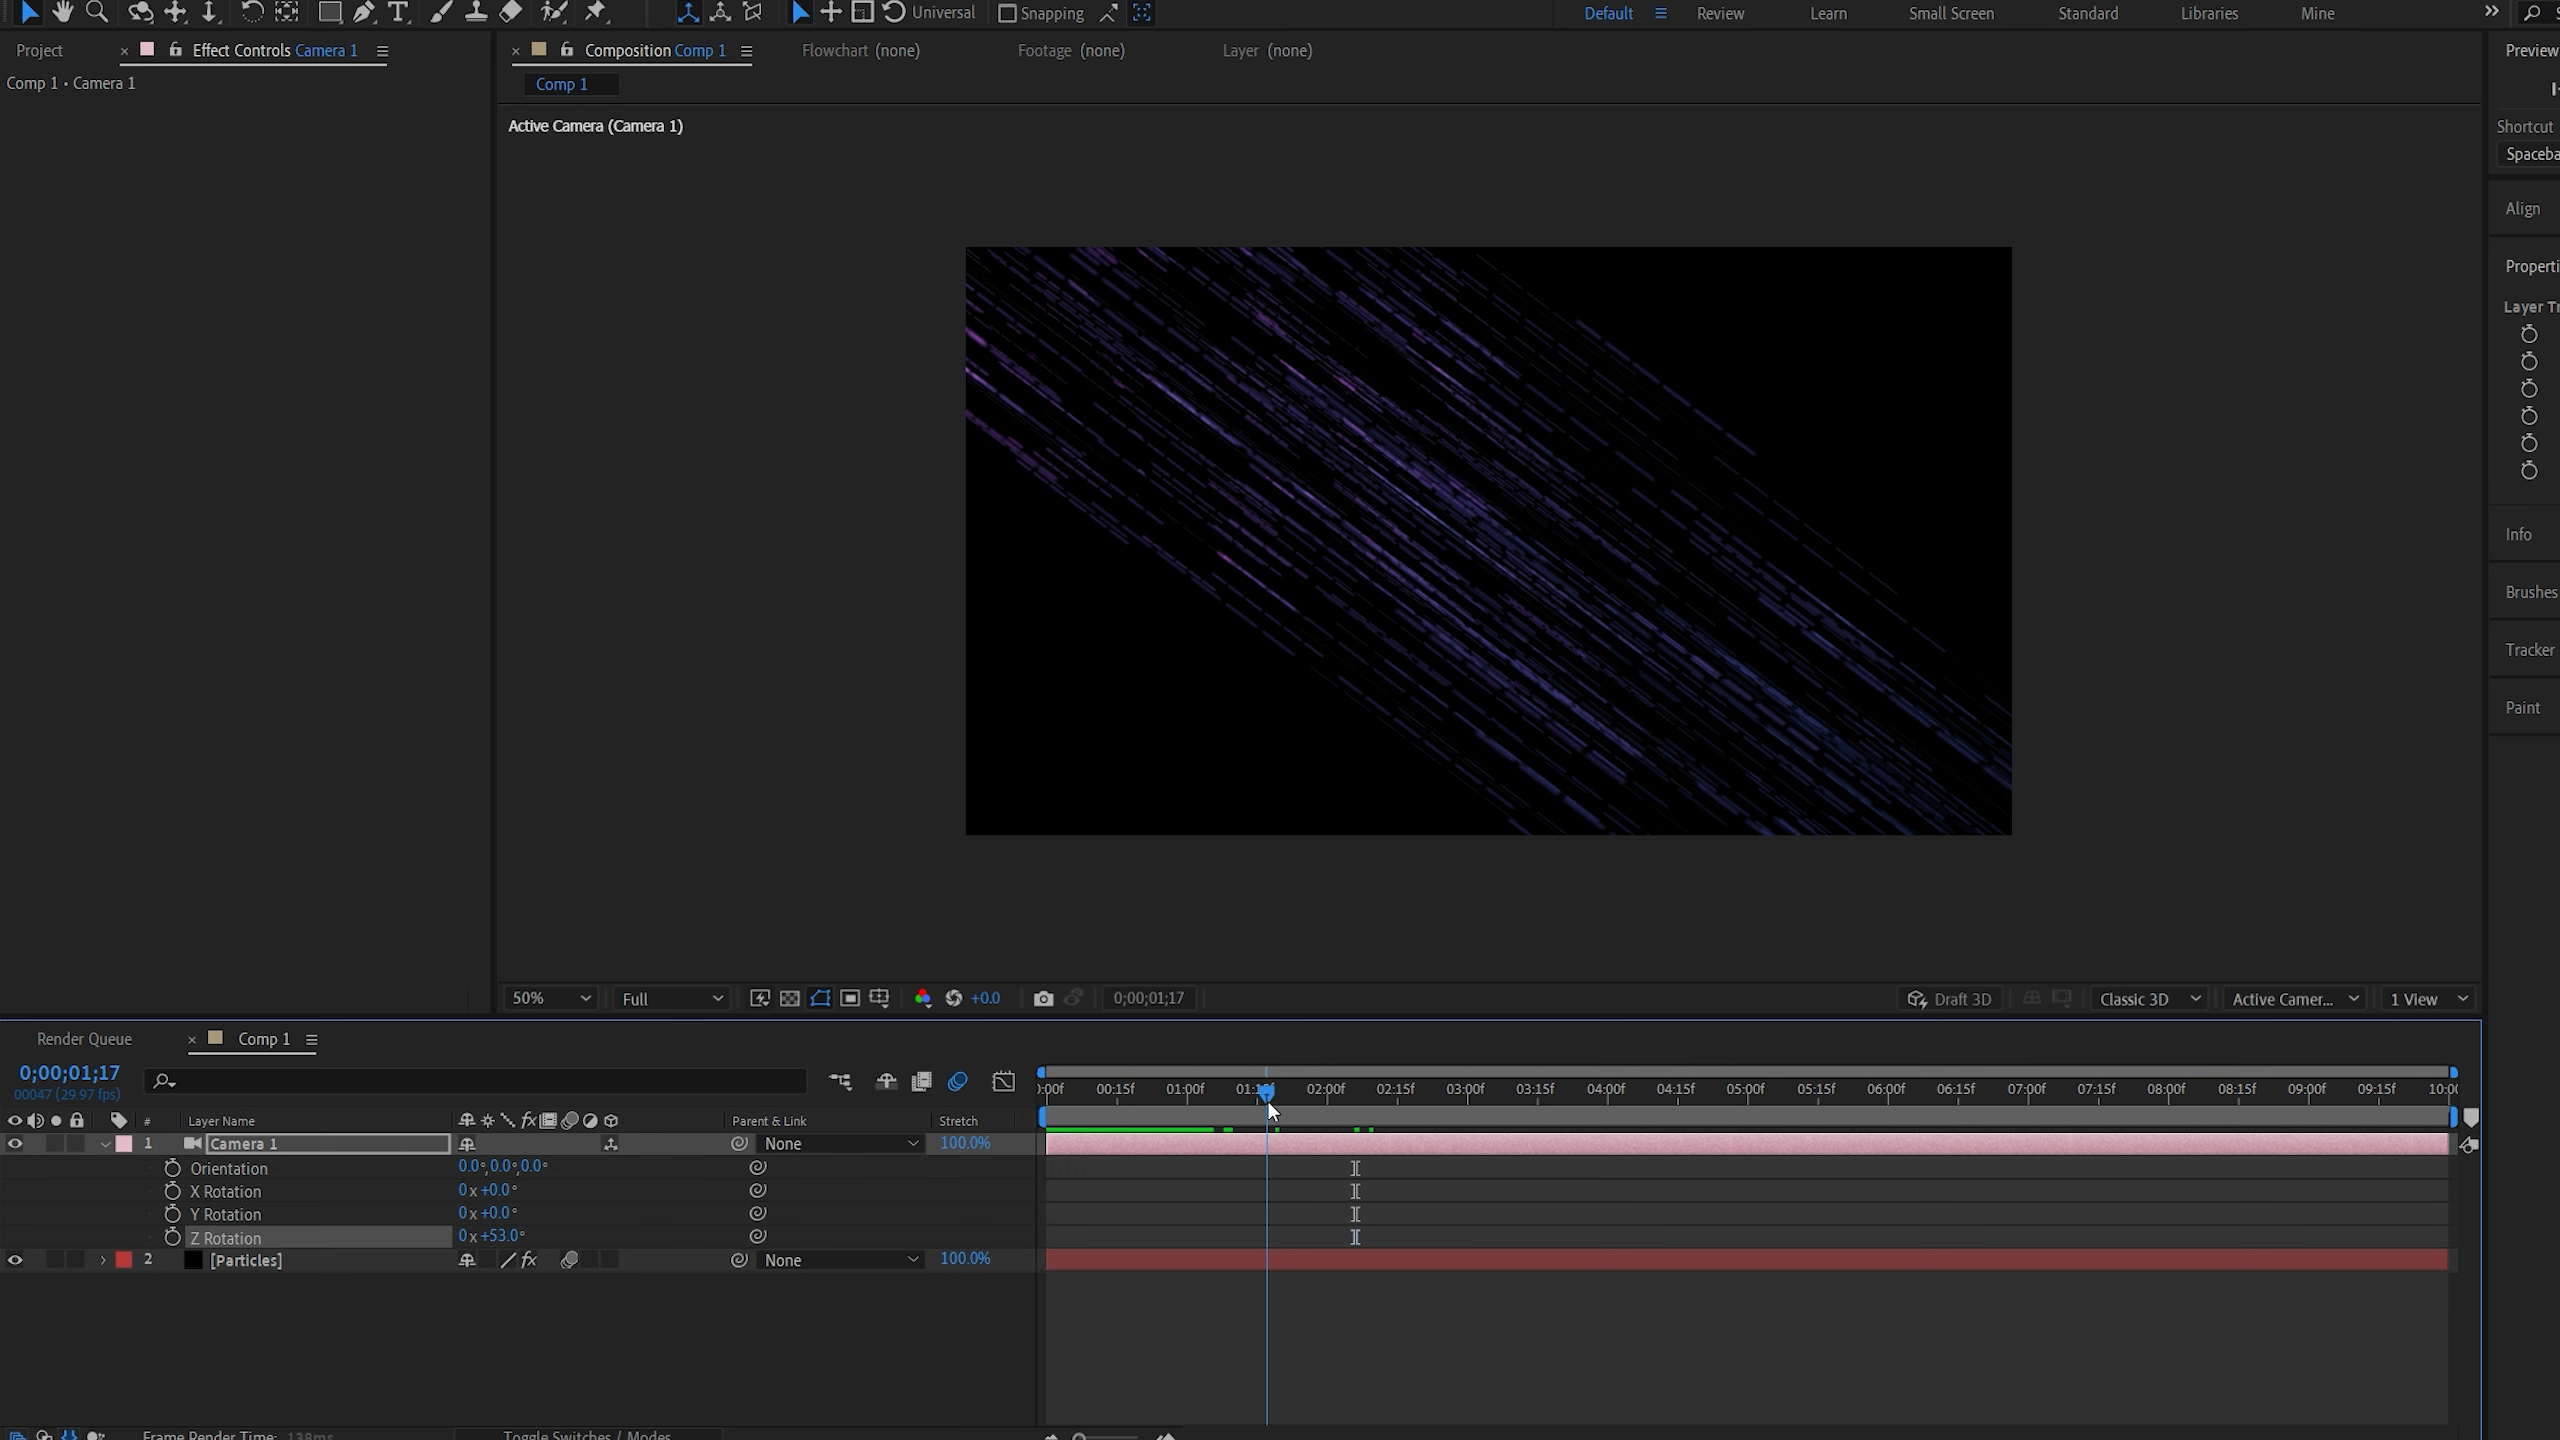 Universal Snapping Default Review Learn Small Screen Standard Libraries Mine
Project Effect Controls Camera 1 Composition Comp 1 Flowchart (none) Footage (none) Layer (none) Preview
Comp 1 • Camera 1
Comp 1
Active Camera (Camera 1)
Shortcut
Spaceba
Align
Properti
Layer Tr
Info
Brushes
Tracker
Paint
50% Full +0.0 0;00;01;17 Draft 3D Classic 3D Active Camer... 1 View
Render Queue Comp 1
0;00;01;17
00047 (29.97 fps)
):00f 00:15f 01:00f 01:15f 02:00f 02:15f 03:00f 03:15f 04:00f 04:15f 05:00f 05:15f 06:00f 06:15f 07:00f 07:15f 08:00f 08:15f 09:00f 09:15f 10:00
# Layer Name fx Parent & Link Stretch
1 Camera 1 None 100.0%
Orientation 0.0°,0.0°,0.0°
X Rotation 0x+0.0°
Y Rotation 0x+0.0°
Z Rotation 0x+53.0°
2 [Particles] fx None 100.0%
Frame Render Time: 138ms Toggle Switches / Modes